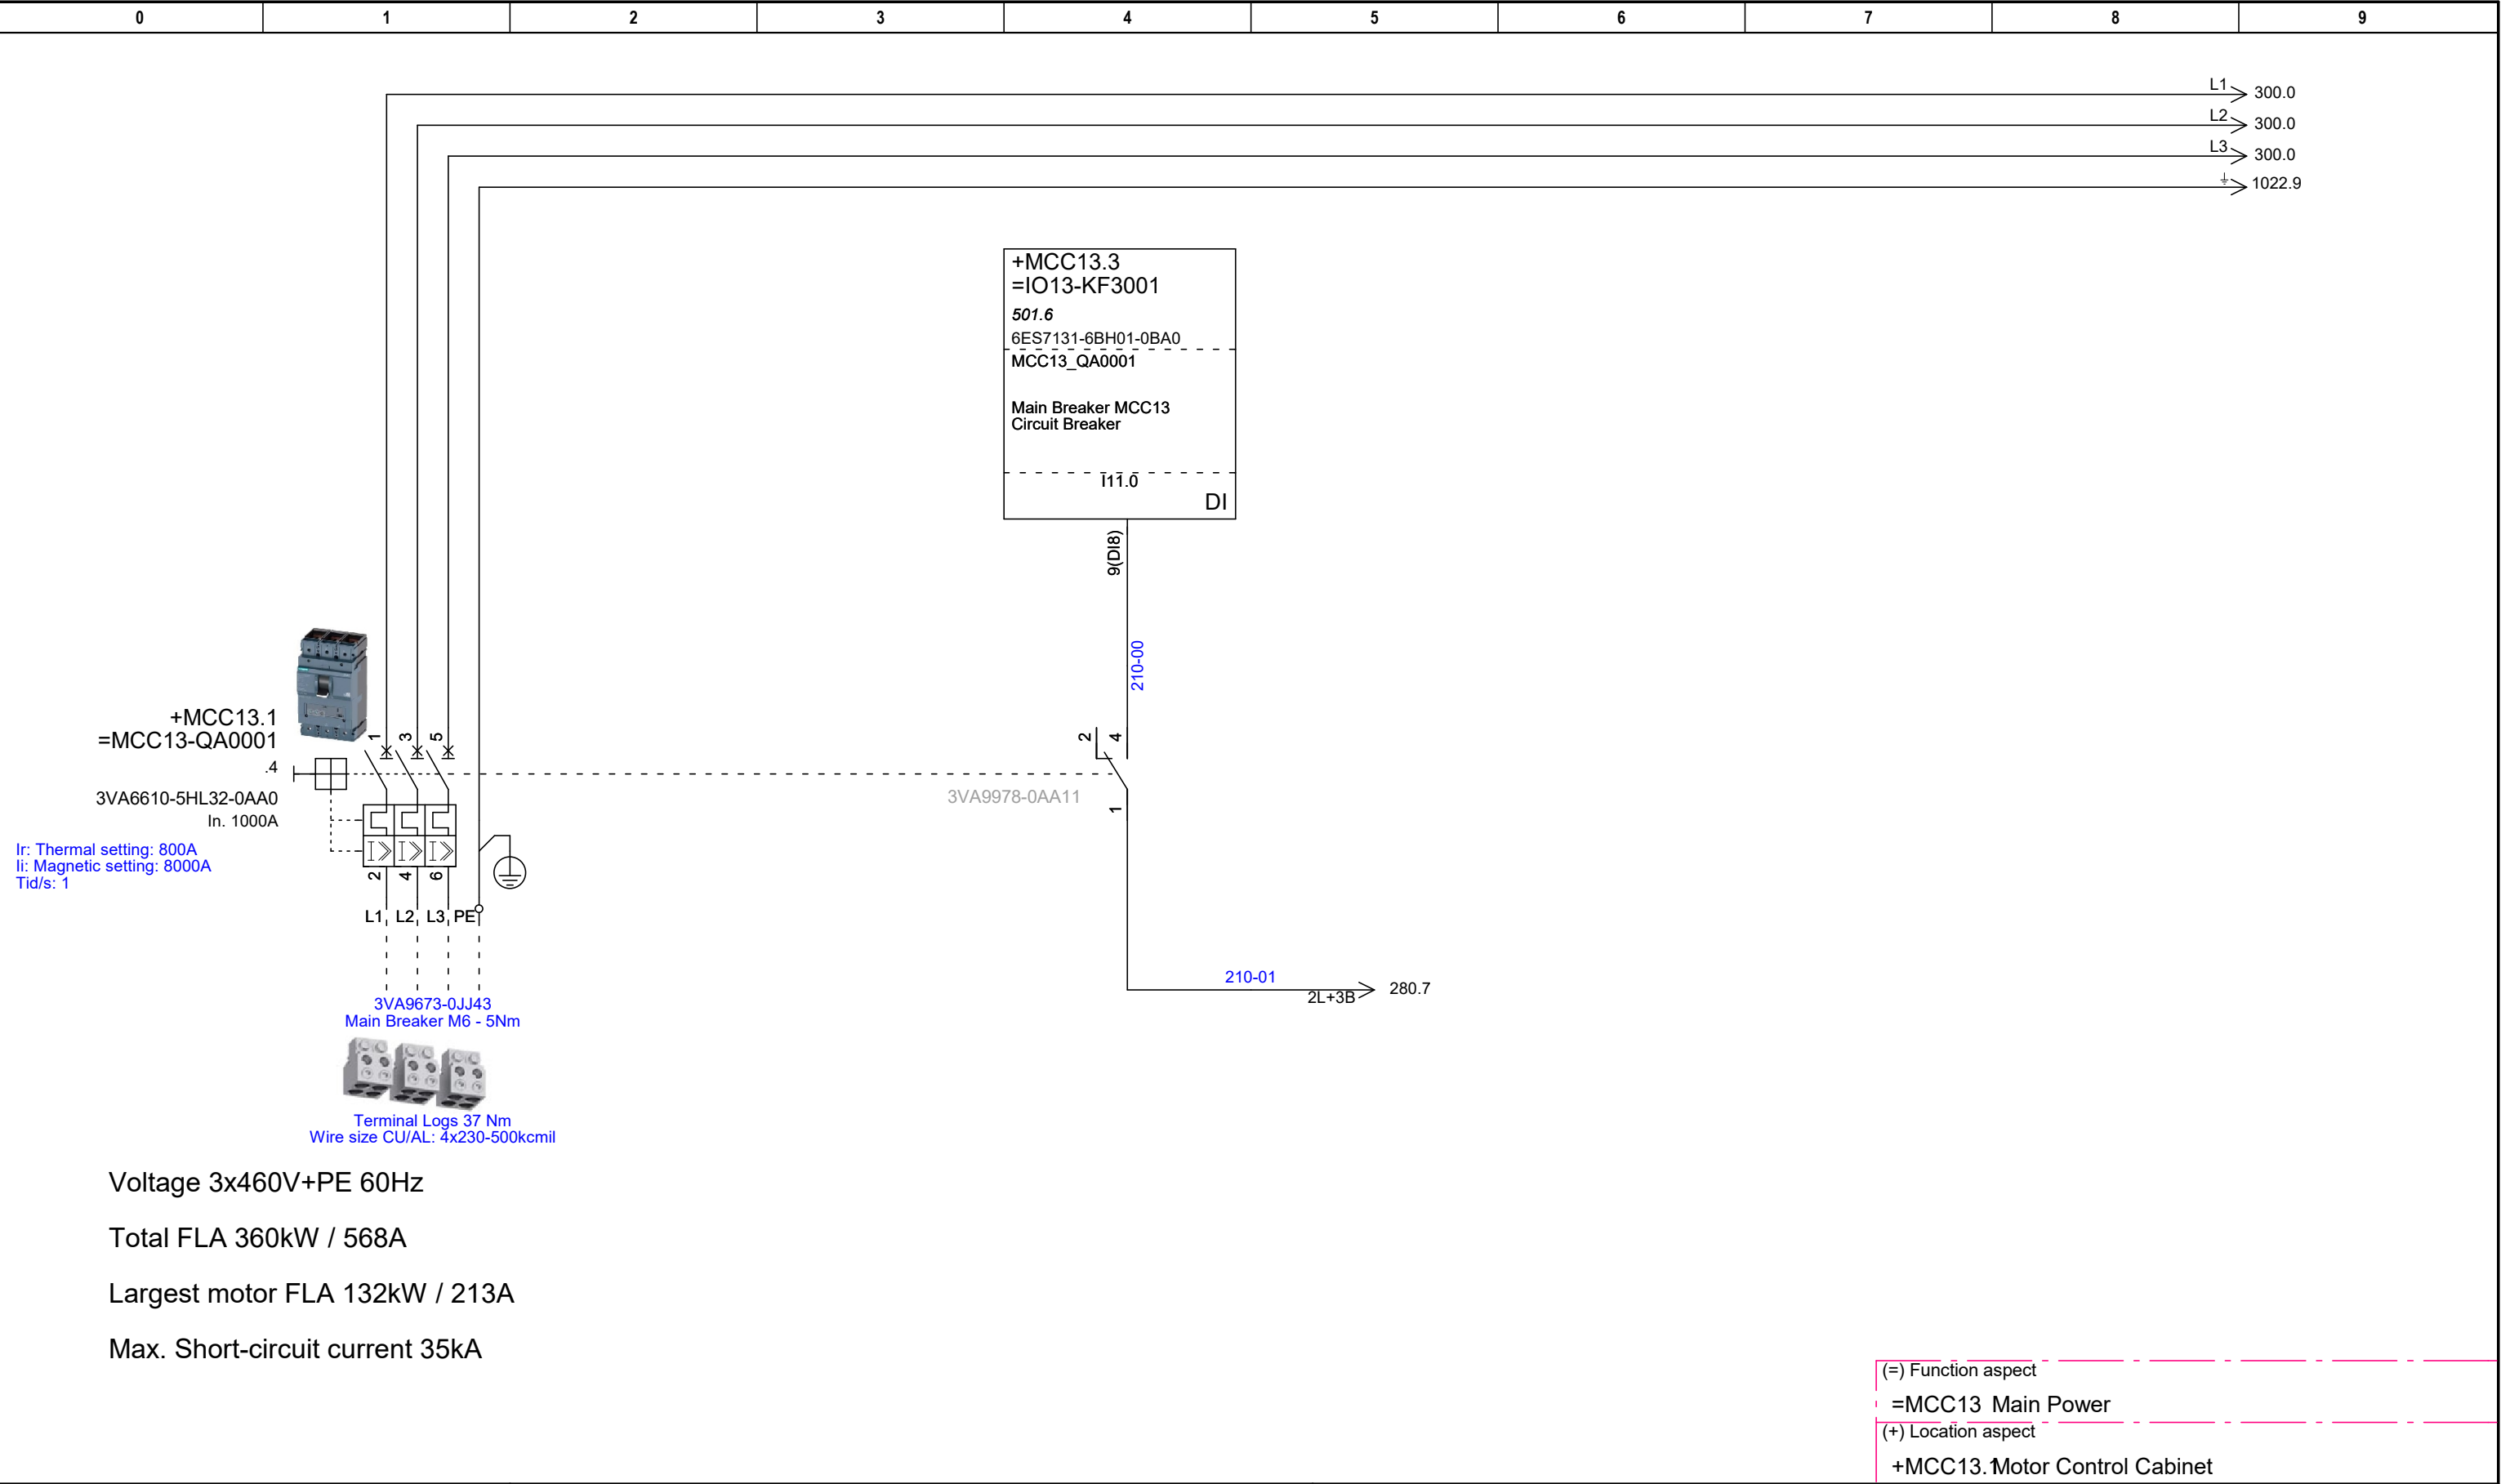 0 1 2 3 4 5 6 7 8 9
L1 300.0
L2 300.0
L3 300.0
1022.9
+MCC13.3
=IO13-KF3001
501.6
6ES7131-6BH01-0BA0
MCC13_QA0001
Main Breaker MCC13
Circuit Breaker
I11.0
DI
9(DI8)
210-00
+MCC13.1
=MCC13-QA0001
.4
3VA6610-5HL32-0AA0
In. 1000A
Ir: Thermal setting: 800A
Ii: Magnetic setting: 8000A
Tid/s: 1
1 3 5
I I I
2 4 6
L1 L2 L3 PE
2 4
3VA9978-0AA11
1
210-01
2L+3B 280.7
3VA9673-0JJ43
Main Breaker M6 - 5Nm
Terminal Logs 37 Nm
Wire size CU/AL: 4x230-500kcmil
Voltage 3x460V+PE 60Hz
Total FLA 360kW / 568A
Largest motor FLA 132kW / 213A
Max. Short-circuit current 35kA
(=) Function aspect
=MCC13 Main Power
(+) Location aspect
+MCC13.1 Motor Control Cabinet